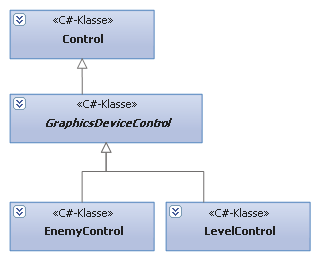 «C#-Klasse»
Control
«C#-Klasse»
GraphicsDeviceControl
«C#-Klasse»
EnemyControl
«C#-Klasse»
LevelControl